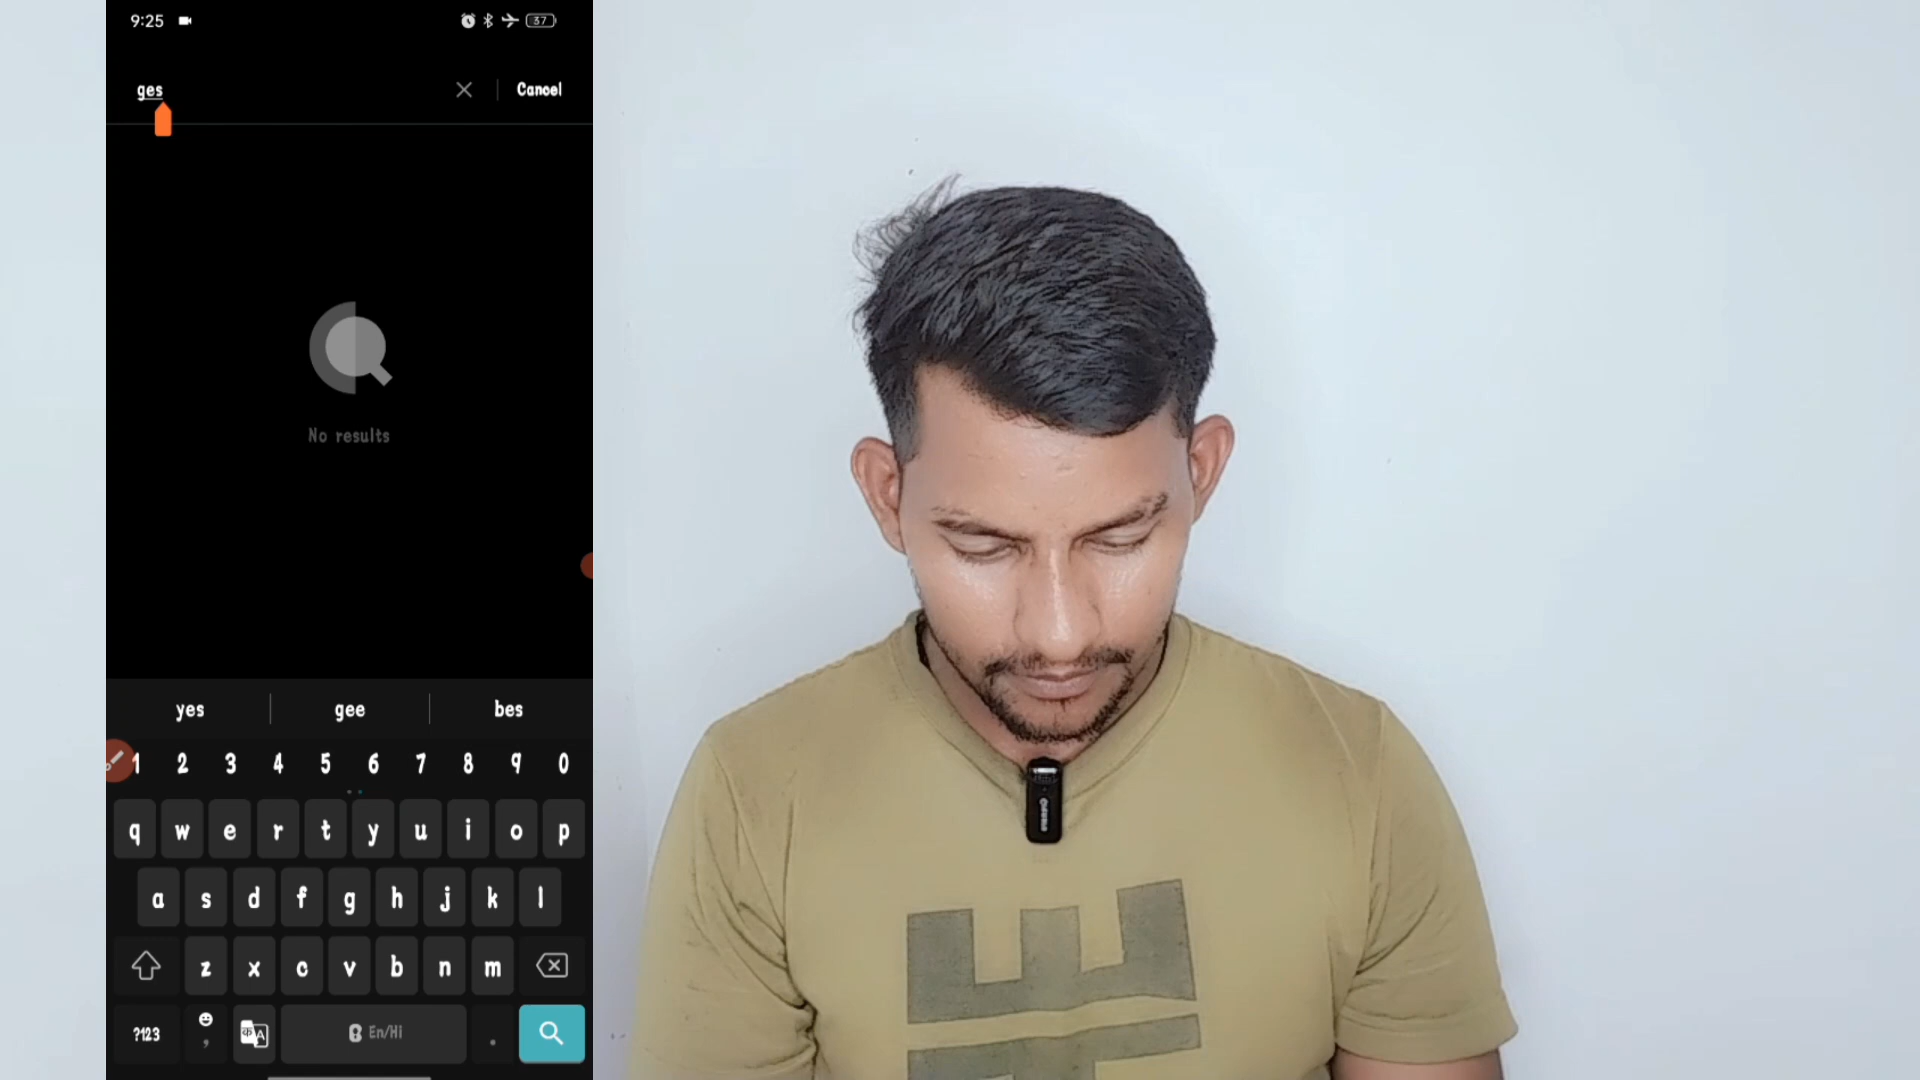 9:25
37
ges
Cancel
No results
yes gee bes
1 2 3 4 5 6 7 8 9 0
q w e r t y u i o p
a s d f g h j k l
z x c v b n m
?123 , En/Hi .